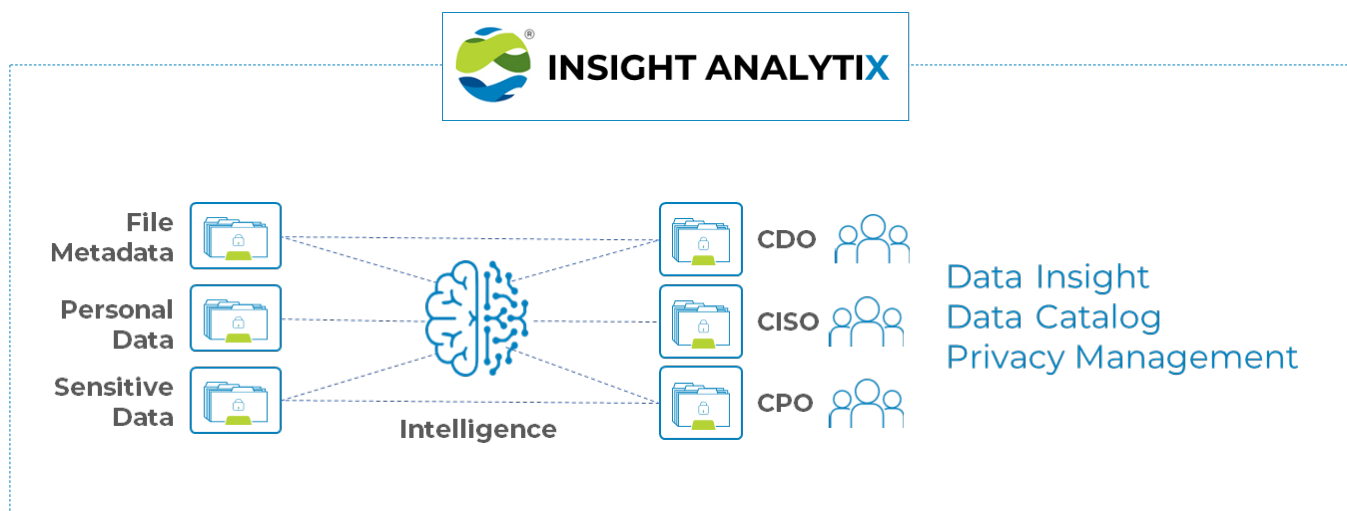 ®
INSIGHT ANALYTIX
File
Metadata
Personal
Data
Sensitive
Data
Intelligence
CDO
CISO
CPO
Data Insight
Data Catalog
Privacy Management